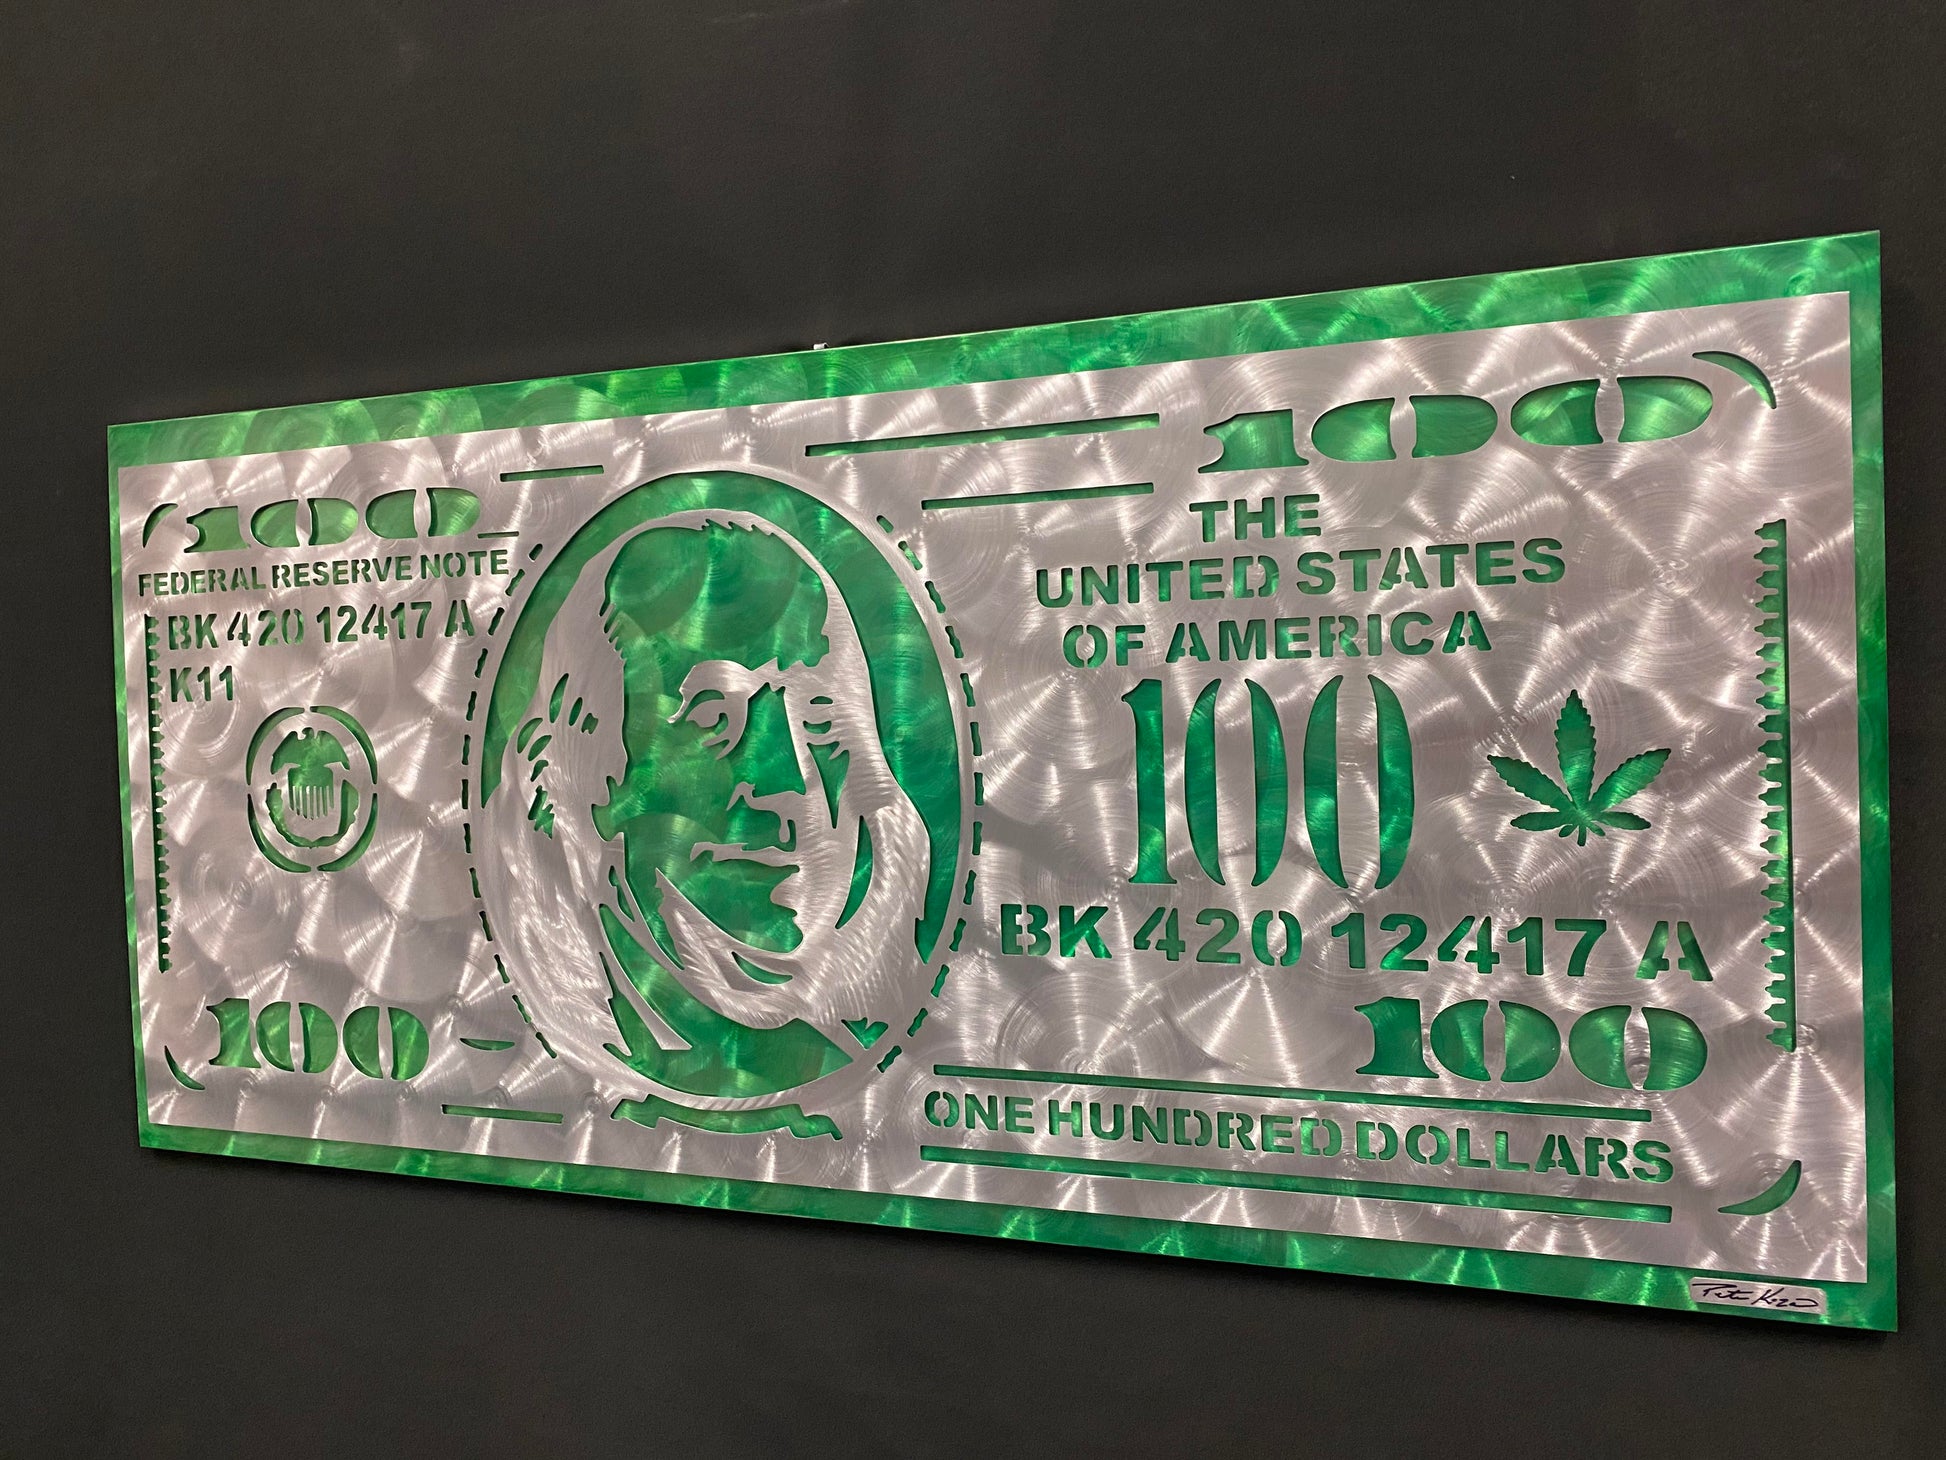 100
FEDERAL RESERVE NOTE
BK 420 12417 A
K11
100
100
THE
UNITED STATES
OF AMERICA
100
BK 420 12417 A
100
ONE HUNDRED DOLLARS